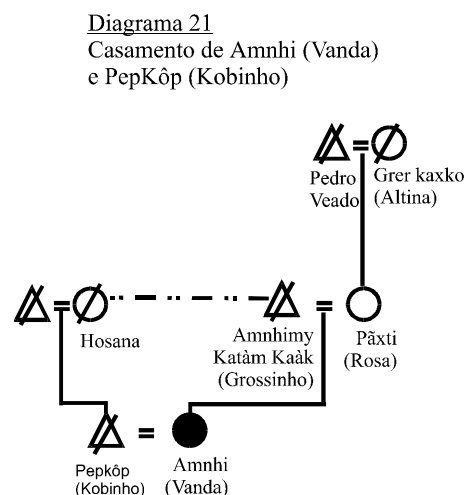 Diagrama 21
Casamento de Amnhi (Vanda)
e PepKôp (Kobinho)
Pedro
Veado
Grer kaxko
(Altina)
Hosana
Amnhimy
Katàm Kaàk
(Grossinho)
Pãxti
(Rosa)
Pepkôp
(Kobinho)
Amnhi
(Vanda)